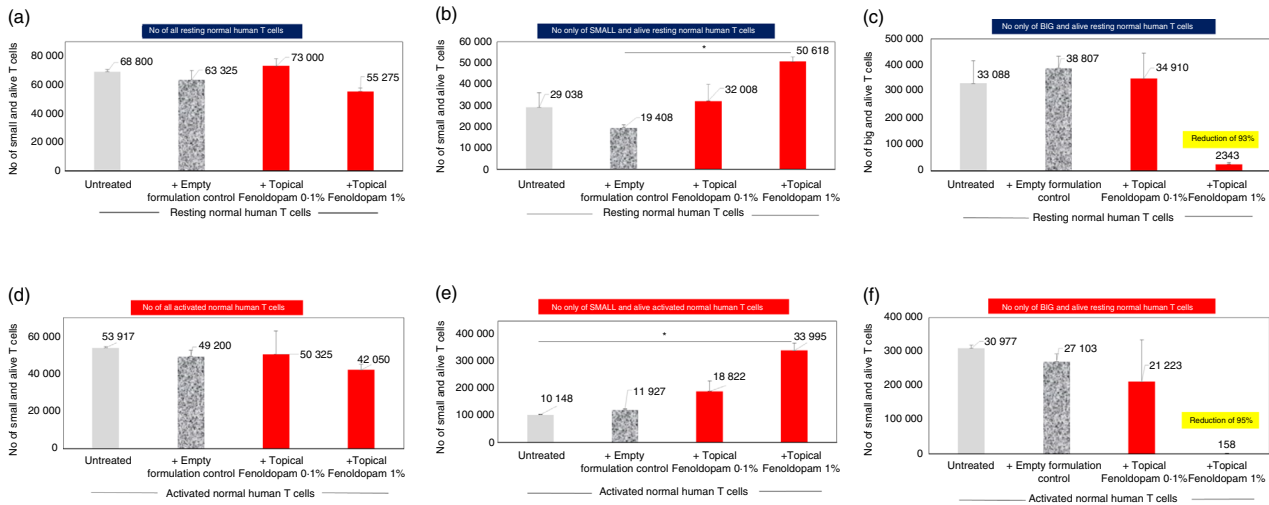 (a)
No of all resting normal human T cells
No of small and alive T cells
80 000
60 000
40 000
20 000
0
68 800
63 325
73 000
55 275
Untreated
+ Empty
formulation control
+ Topical
Fenoldopam 0·1%
+Topical
Fenoldopam 1%
Resting normal human T cells
(b)
No only of SMALL and alive resting normal human T cells
No of small and alive T cells
60 000
50 000
40 000
30 000
20 000
10 000
0
*
29 038
19 408
32 008
50 618
Untreated
+ Empty
formulation control
+ Topical
Fenoldopam 0·1%
+Topical
Fenoldopam 1%
Resting normal human T cells
(c)
No only of BIG and alive resting normal human T cells
No of big and alive T cells
500 000
400 000
300 000
200 000
100 000
0
33 088
38 807
34 910
Reduction of 93%
2343
Untreated
+ Empty formulation
control
+ Topical
Fenoldopam 0·1%
+Topical
Fenoldopam 1%
Resting normal human T cells
(d)
No of all activated normal human T cells
No of small and alive T cells
60 000
40 000
20 000
0
53 917
49 200
50 325
42 050
Untreated
+ Empty
formulation control
+ Topical
Fenoldopam 0·1%
+Topical
Fenoldopam 1%
Activated normal human T cells
(e)
No only of SMALL and alive activated normal human T cells
No of small and alive T cells
400 000
300 000
200 000
100 000
0
*
10 148
11 927
18 822
33 995
Untreated
+ Empty
formulation control
+ Topical
Fenoldopam 0·1%
+Topical
Fenoldopam 1%
Activated normal human T cells
(f)
No only of BIG and alive resting normal human T cells
No of small and alive T cells
400 000
300 000
200 000
100 000
0
30 977
27 103
21 223
Reduction of 95%
158
Untreated
+ Empty formulation
control
+ Topical
Fenoldopam 0·1%
+Topical
Fenoldopam 1%
Activated normal human T cells